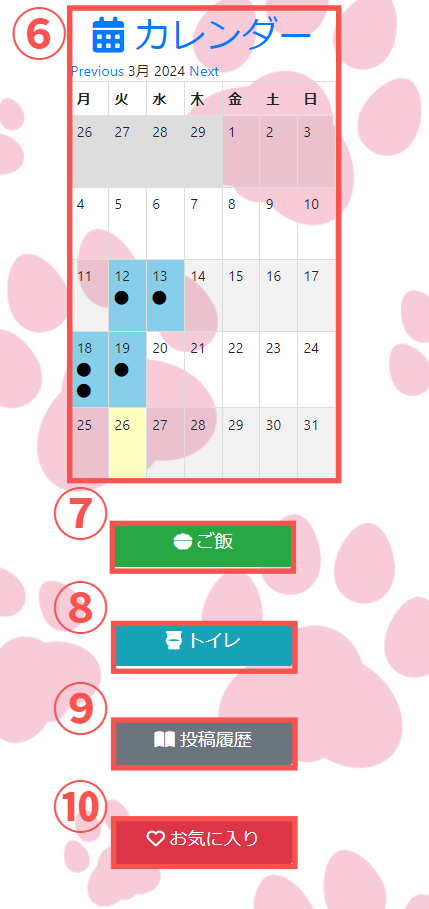 ⑥ カレンダー
Previous 3月 2024 Next
月 火 水 木 金 土 日
26 27 28 29 1 2 3
4 5 6 7 8 9 10
11 12 13 14 15 16 17
18 19 20 21 22 23 24
25 26 27 28 29 30 31
⑦ ご飯
⑧ トイレ
⑨ 投稿履歴
⑩ お気に入り